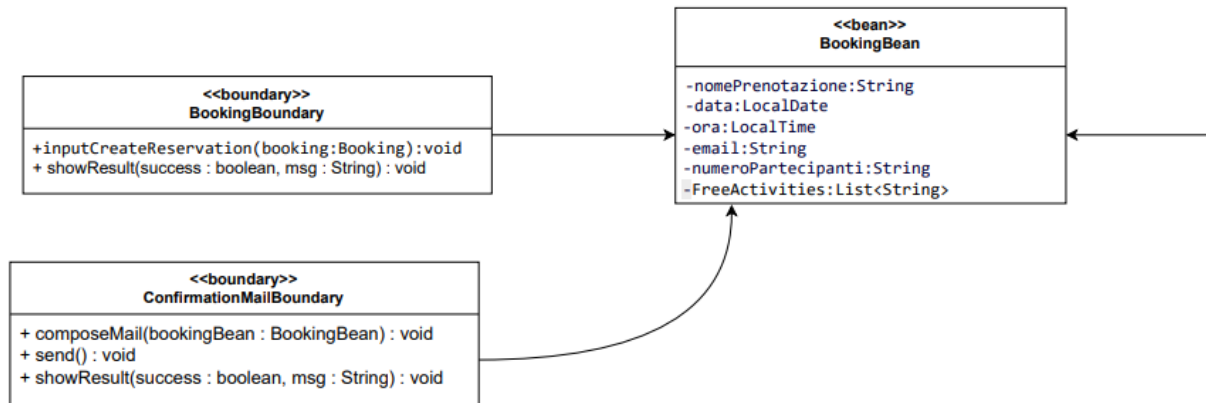 <<boundary>>
BookingBoundary
+inputCreateReservation(booking:Booking):void
+ showResult(success : boolean, msg : String) : void
<<bean>>
BookingBean
-nomePrenotazione:String
-data:LocalDate
-ora:LocalTime
-email:String
-numeroPartecipanti:String
-FreeActivities:List<String>
<<boundary>>
ConfirmationMailBoundary
+ composeMail(bookingBean : BookingBean) : void
+ send() : void
+ showResult(success : boolean, msg : String) : void